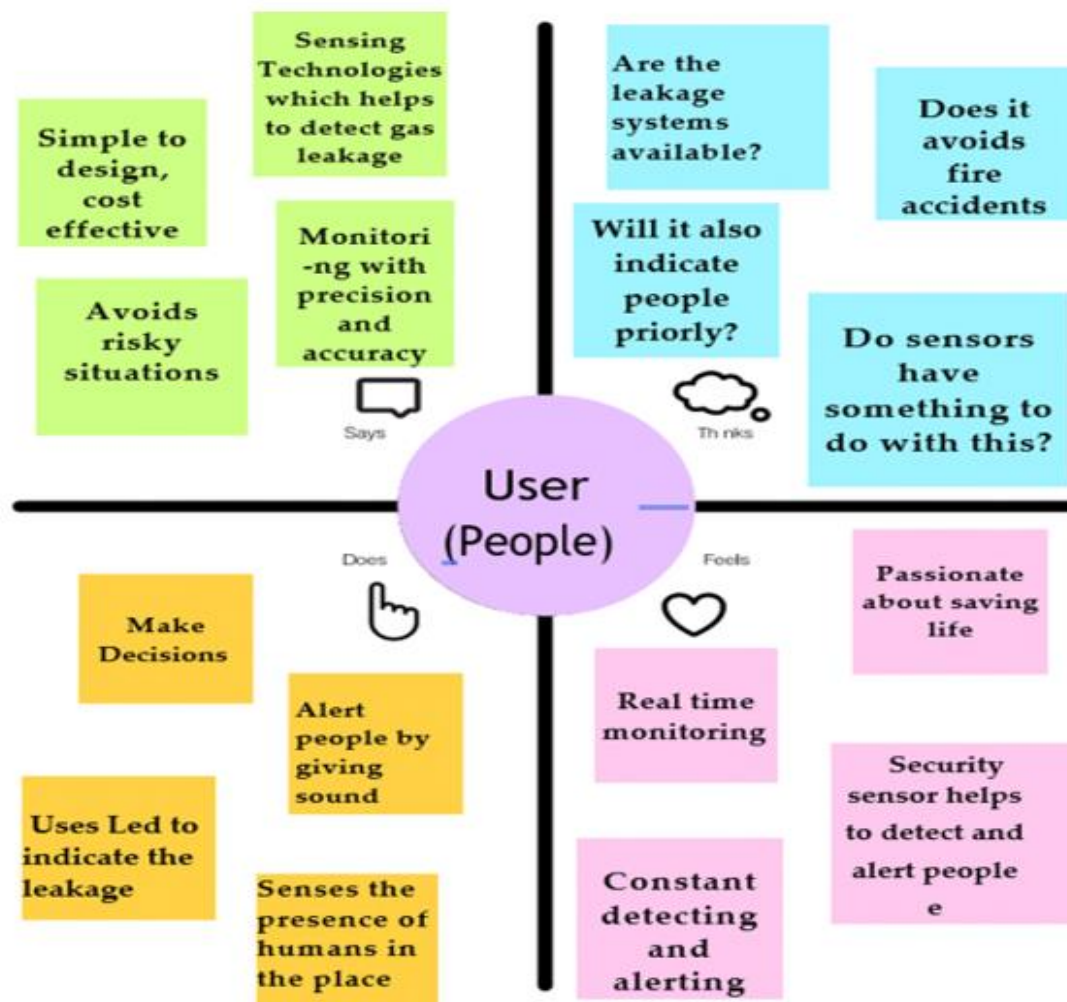 Sensing
Technologies
which helps
to detect gas
leakage
Simple to
design,
cost
effective
Monitori
-ng with
precision
and
accuracy
Avoids
risky
situations
Says
Are the
leakage
systems
available?
Does it
avoids
fire
accidents
Will it also
indicate
people
priorly?
Do sensors
have
something to
do with this?
Th nks
User
(People)
Does
Make
Decisions
Alert
people by
giving
sound
Uses Led to
indicate the
leakage
Senses the
presence of
humans in
the place
Feels
Passionate
about saving
life
Real time
monitoring
Security
sensor helps
to detect and
alert people
e
Constant
detecting
and
alerting